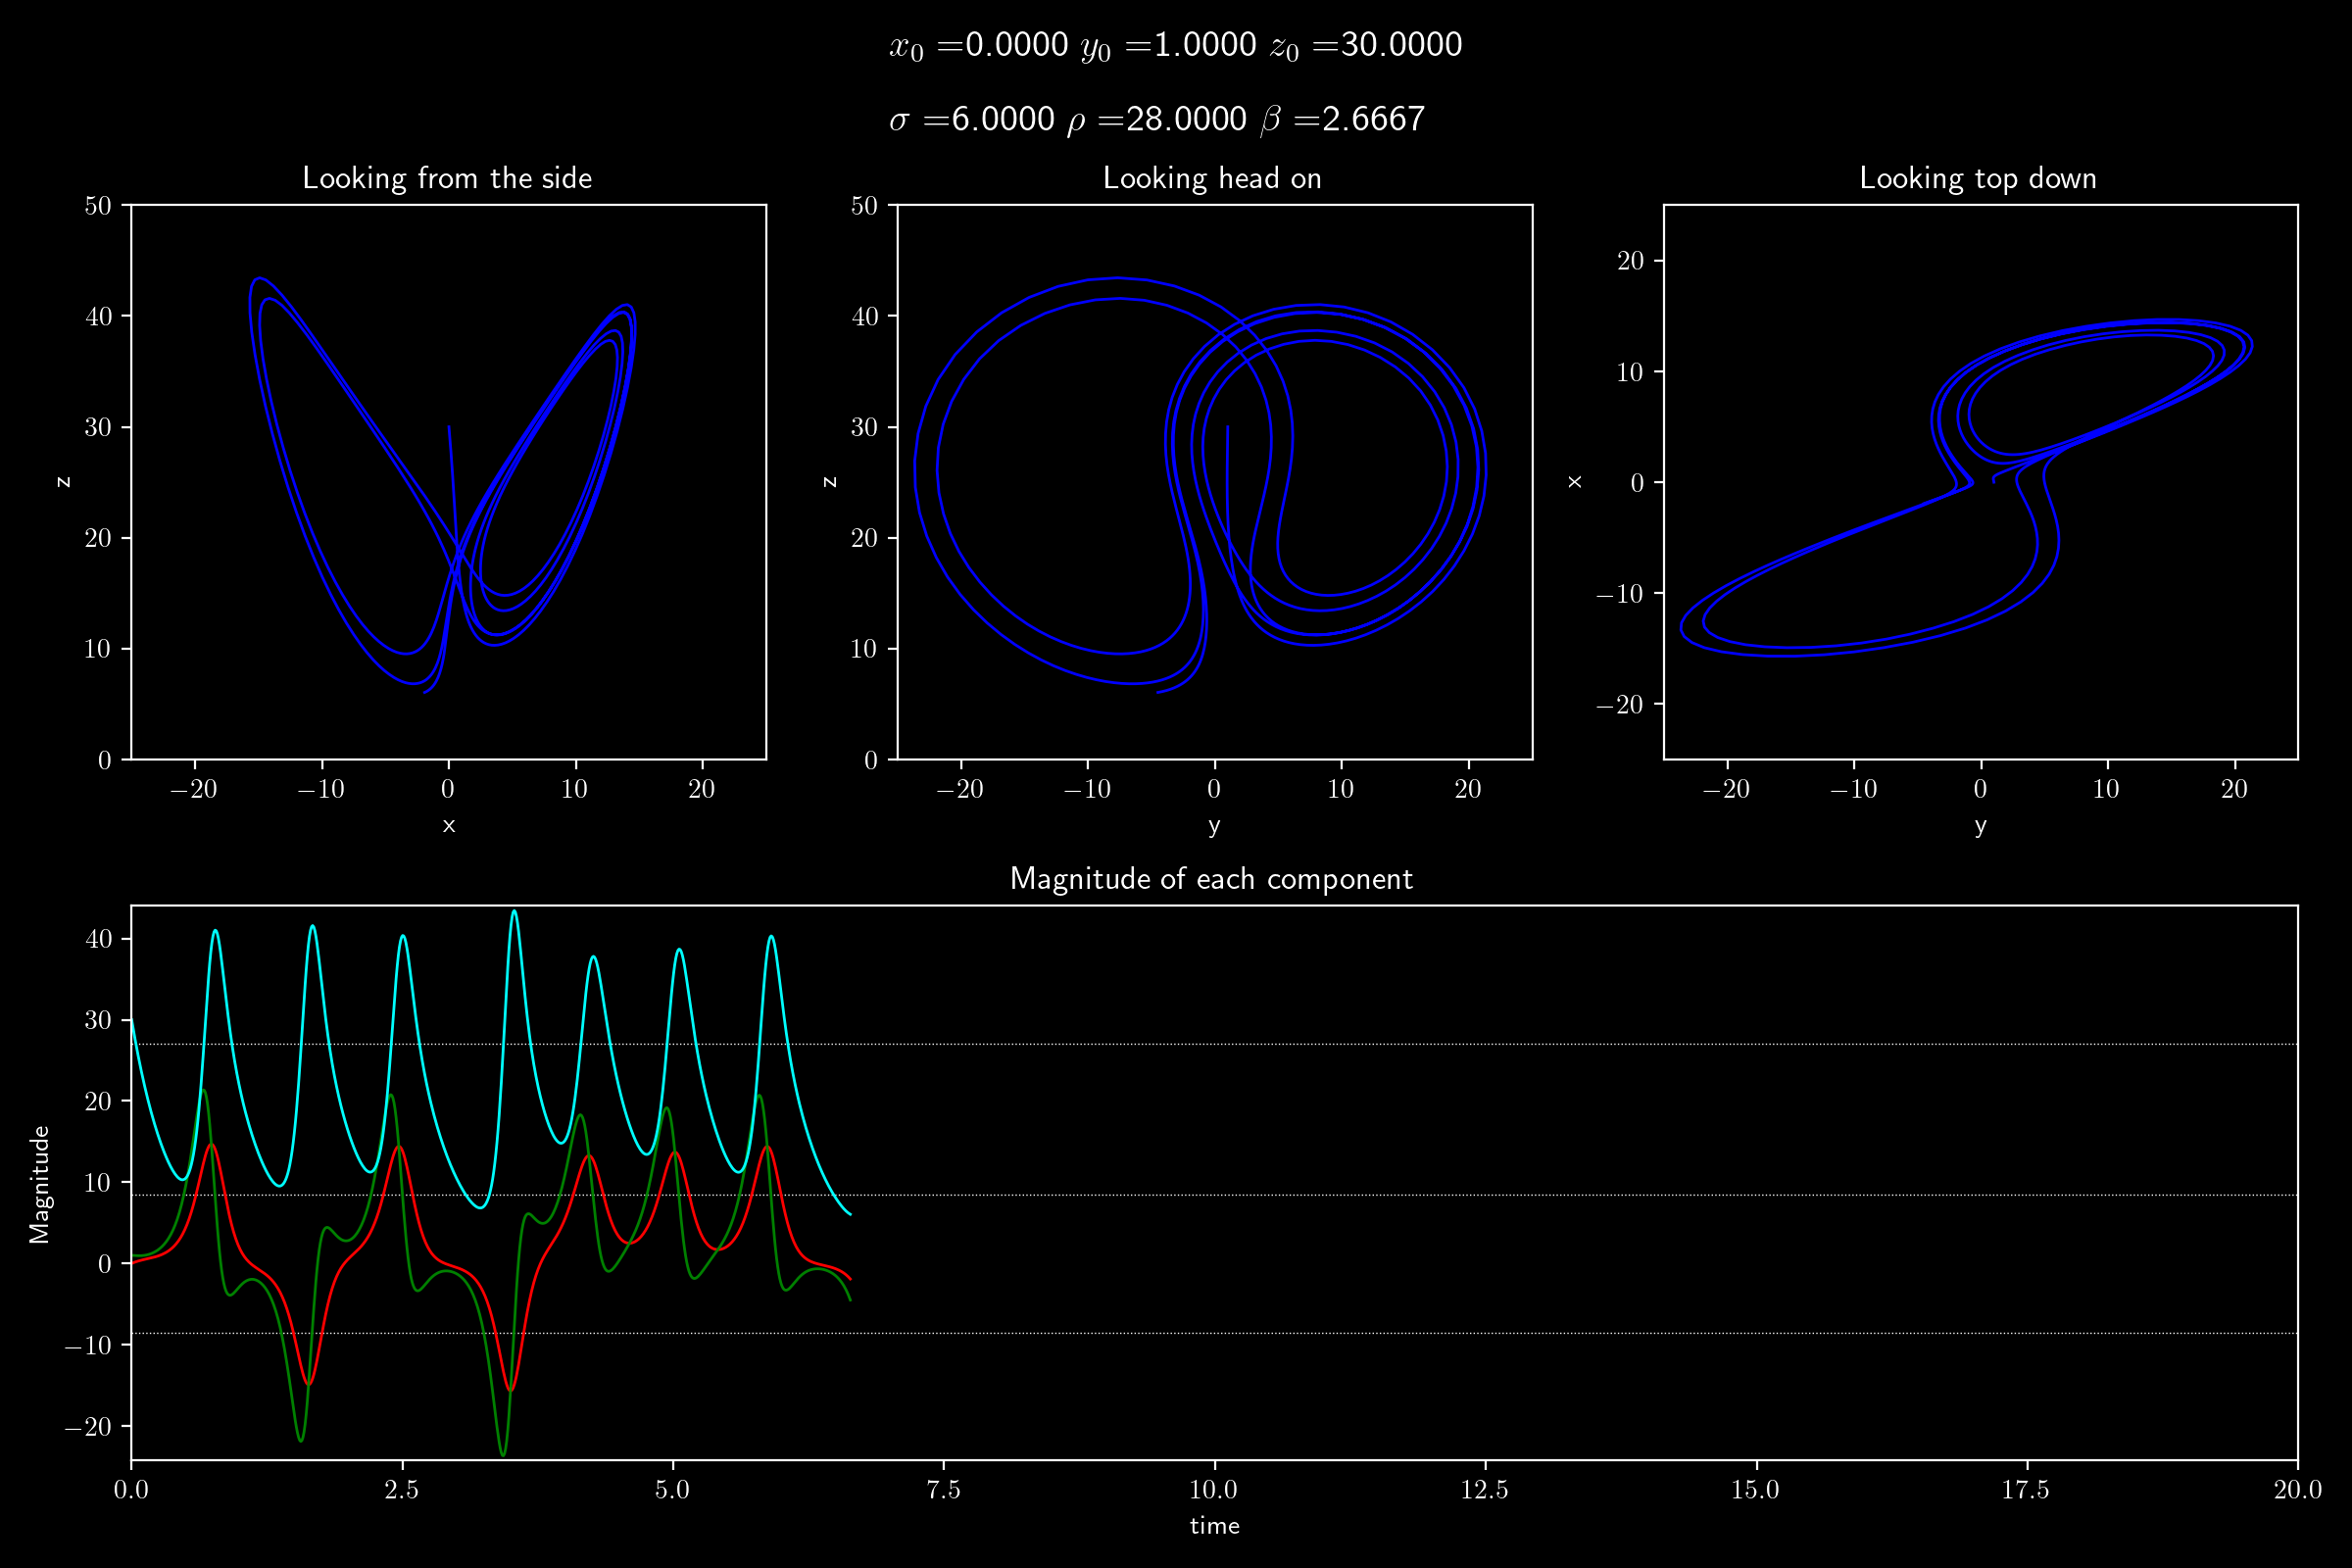 x₀ =0.0000 y₀ =1.0000 z₀ =30.0000
σ =6.0000 ρ =28.0000 β =2.6667
Looking from the side
50
40
30
20
10
0
z
−20 −10 0 10 20
x
Looking head on
50
40
30
20
10
0
z
−20 −10 0 10 20
y
Looking top down
20
10
0
−10
−20
x
−20 −10 0 10 20
y
Magnitude of each component
40
30
20
10
0
−10
−20
Magnitude
0.0 2.5 5.0 7.5 10.0 12.5 15.0 17.5 20.0
time